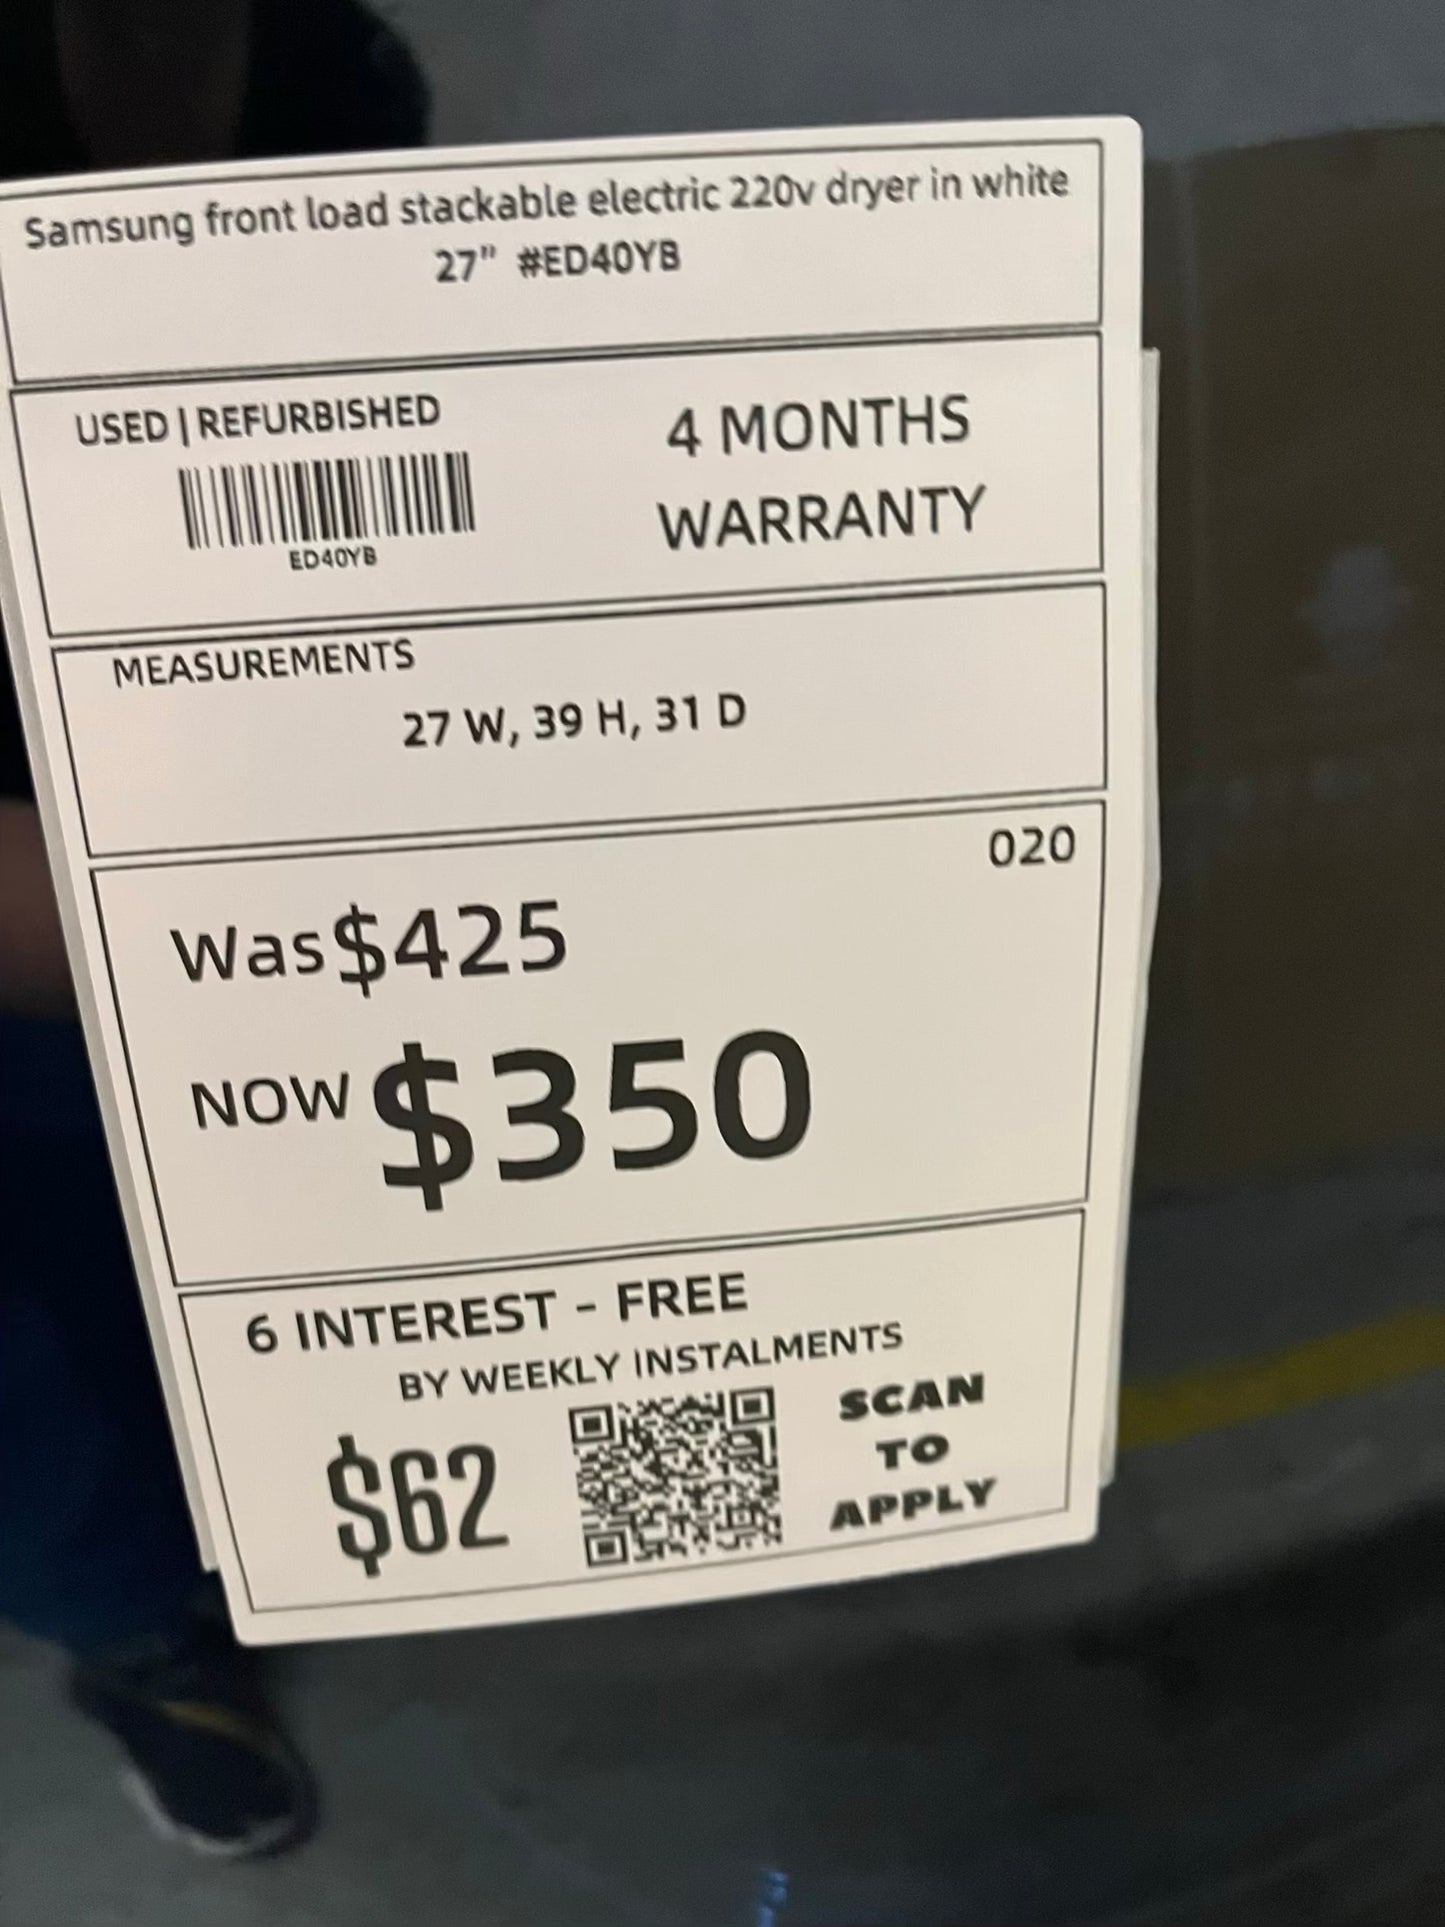 Samsung front load stackable electric 220v dryer in white
27" #ED40YB
USED | REFURBISHED
ED40YB
4 MONTHS
WARRANTY
MEASUREMENTS
27 W, 39 H, 31 D
020
Was $425
NOW $350
6 INTEREST - FREE
BY WEEKLY INSTALMENTS
$62
SCAN
TO
APPLY